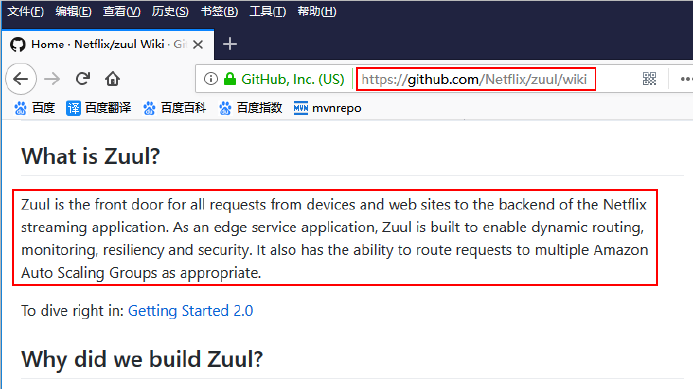 文件(F) 编辑(E) 查看(V) 历史(S) 书签(B) 工具(T) 帮助(H)
Home · Netflix/zuul Wiki · Gi
GitHub, Inc. (US) https://github.com/Netflix/zuul/wiki
百度 译 百度翻译 百度百科 百度指数 MVN mvnrepo
What is Zuul?
Zuul is the front door for all requests from devices and web sites to the backend of the Netflix
streaming application. As an edge service application, Zuul is built to enable dynamic routing,
monitoring, resiliency and security. It also has the ability to route requests to multiple Amazon
Auto Scaling Groups as appropriate.
To dive right in: Getting Started 2.0
Why did we build Zuul?